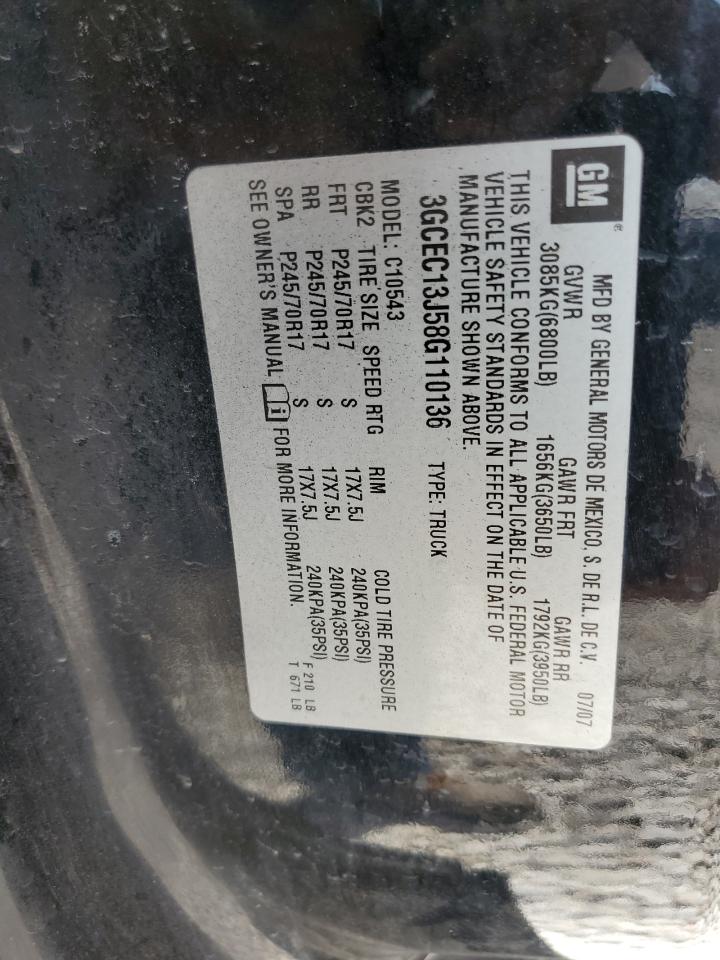 GM®
MFD BY GENERAL MOTORS DE MEXICO, S. DE R.L. DE C.V. 07/07
GVWR GAWR FRT GAWR RR
3085KG(6800LB) 1656KG(3650LB) 1792KG(3950LB)
THIS VEHICLE CONFORMS TO ALL APPLICABLE U.S. FEDERAL MOTOR
VEHICLE SAFETY STANDARDS IN EFFECT ON THE DATE OF
MANUFACTURE SHOWN ABOVE.
3GCEC13J58G110136 TYPE: TRUCK
MODEL: C10543
CBK2 TIRE SIZE SPEED RTG RIM COLD TIRE PRESSURE
FRT P245/70R17 S 17X7.5J 240KPA(35PSI)
RR P245/70R17 S 17X7.5J 240KPA(35PSI)
SPA P245/70R17 S 17X7.5J 240KPA(35PSI)
SEE OWNER'S MANUAL FOR MORE INFORMATION.
F 210 LB
T 671 LB